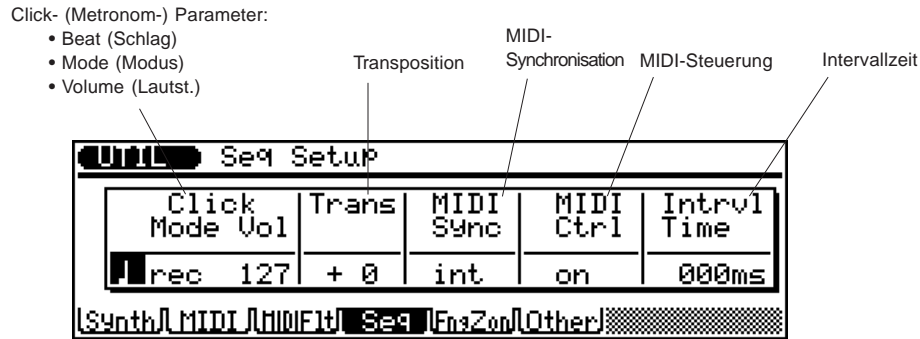 Click- (Metronom-) Parameter:
• Beat (Schlag)
• Mode (Modus)
• Volume (Lautst.)
Transposition
MIDI-
Synchronisation
MIDI-Steuerung
Intervallzeit
UTIL Seq Setup
Click Trans MIDI MIDI Intrvl
Mode Vol Sync Ctrl Time
♩ rec 127 + 0 int on 000ms
Synth MIDI MIDIFlt Seq EngZon Other